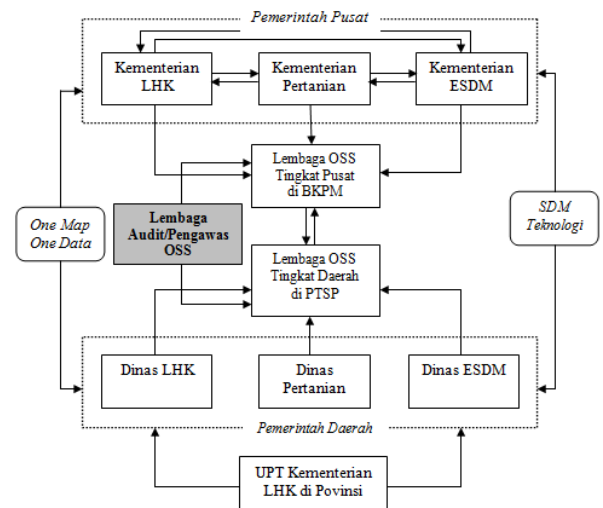 Pemerintah Pusat
Kementerian
LHK
Kementerian
Pertanian
Kementerian
ESDM
Lembaga OSS
Tingkat Pusat
di BKPM
One Map
One Data
Lembaga
Audit/Pengawas
OSS
SDM
Teknologi
Lembaga OSS
Tingkat Daerah
di PTSP
Dinas LHK
Dinas
Pertanian
Dinas ESDM
Pemerintah Daerah
UPT Kementerian
LHK di Povinsi